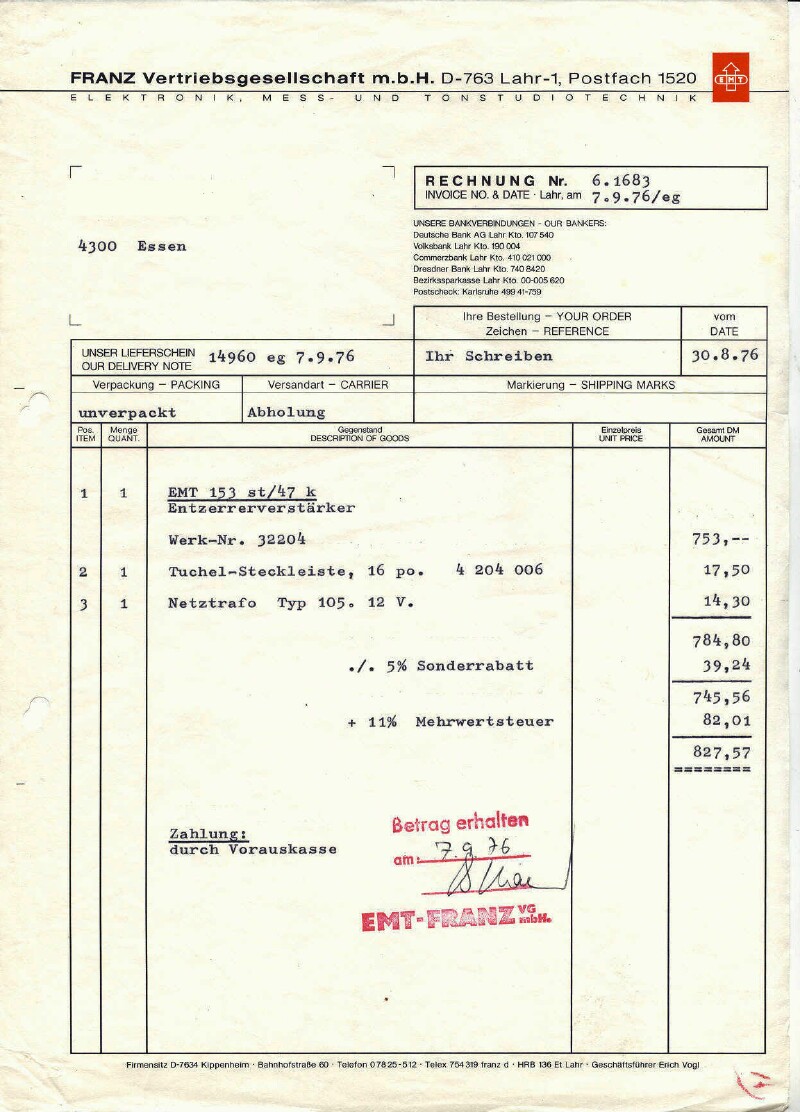 FRANZ Vertriebsgesellschaft m.b.H. D-763 Lahr-1, Postfach 1520
EMT
ELEKTRONIK, MESS- UND TONSTUDIOTECHNIK
RECHNUNG Nr. 6.1683
INVOICE NO. & DATE · Lahr, am 7.9.76/eg
UNSERE BANKVERBINDUNGEN - OUR BANKERS:
Deutsche Bank AG Lahr Kto. 107 540
Volksbank Lahr Kto. 190 004
Commerzbank Lahr Kto. 410 021 000
Dresdner Bank Lahr Kto. 740 8420
Bezirksparkasse Lahr Kto. 00-005 620
Postscheck: Karlsruhe 499 41-759
4300 Essen
Ihre Bestellung – YOUR ORDER
Zeichen – REFERENCE
vom
DATE
UNSER LIEFERSCHEIN
OUR DELIVERY NOTE
14960 eg 7.9.76
Ihr Schreiben
30.8.76
Verpackung – PACKING
Versandart – CARRIER
Markierung – SHIPPING MARKS
unverpackt
Abholung
Pos. ITEM
Menge QUANT.
Gegenstand DESCRIPTION OF GOODS
Einzelpreis UNIT PRICE
Gesamt DM AMOUNT
1 1 EMT 153 st/47 k
Entzerrerverstärker
Werk-Nr. 32204 753,--
2 1 Tuchel-Steckleiste, 16 po. 4 204 006 17,50
3 1 Netztrafo Typ 105. 12 V. 14,30
784,80
./. 5% Sonderrabatt 39,24
745,56
+ 11% Mehrwertsteuer 82,01
827,57
========
Zahlung:
durch Vorauskasse
Betrag erhalten
am: 7.9.76
EMT-FRANZ VG mbH.
Firmensitz D-7634 Kippenheim · Bahnhofstraße 60 · Telefon 07825-512 · Telex 754319 franz d · HRB 136 Et Lahr · Geschäftsführer Erich Vogl